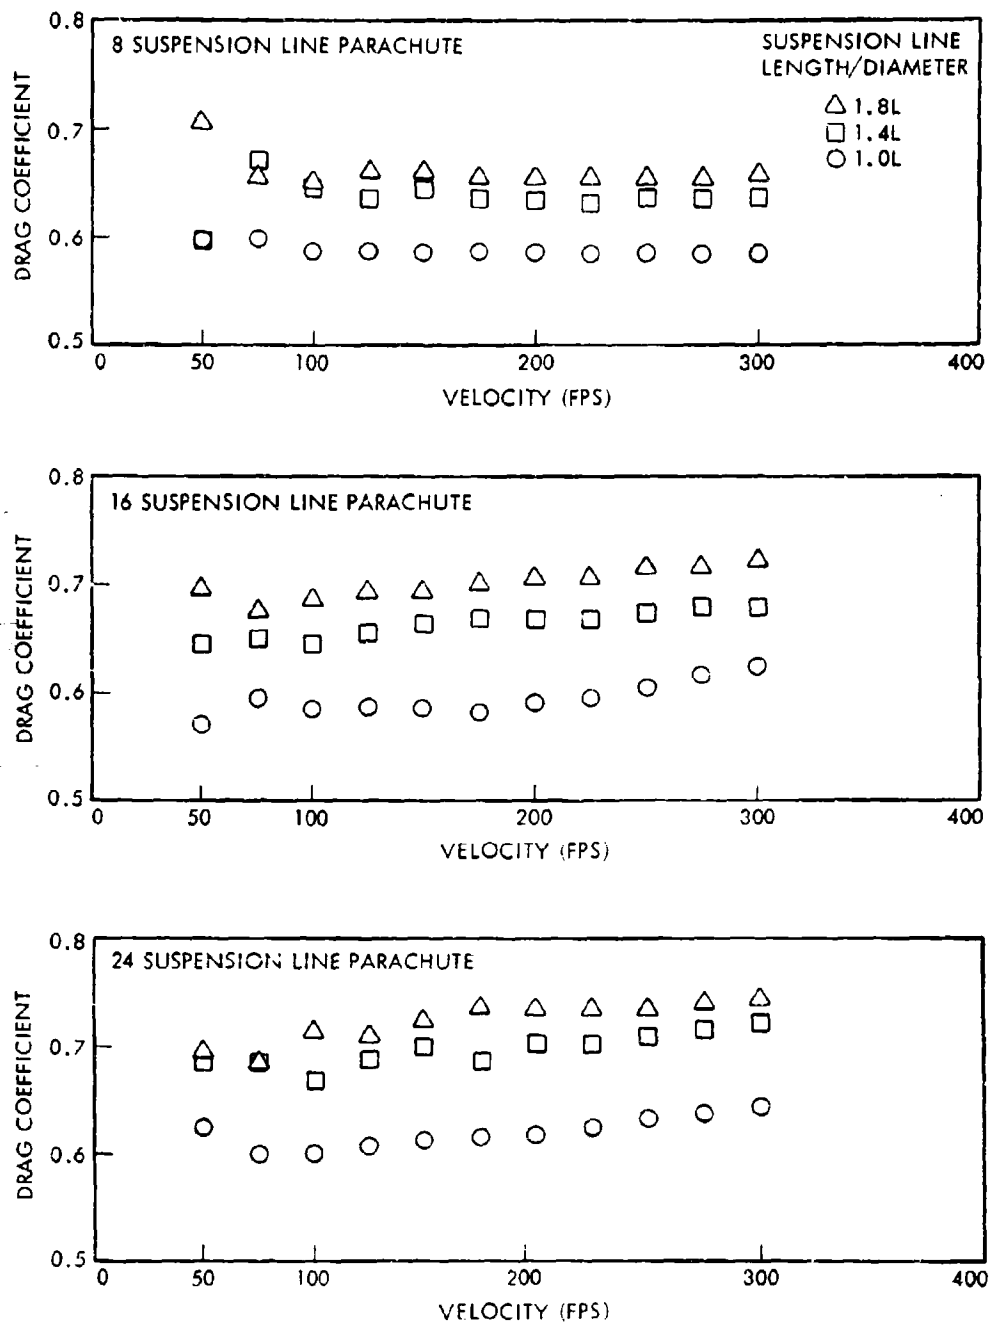 0.8
8 SUSPENSION LINE PARACHUTE
SUSPENSION LINE
LENGTH/DIAMETER
1.8L
1.4L
1.0L
0.7
0.6
0.5
DRAG COEFFICIENT
0 50 100 200 300 400
VELOCITY (FPS)
0.8
16 SUSPENSION LINE PARACHUTE
0.7
0.6
0.5
DRAG COEFFICIENT
0 50 100 200 300 400
VELOCITY (FPS)
0.8
24 SUSPENSION LINE PARACHUTE
0.7
0.6
0.5
DRAG COEFFICIENT
0 50 100 200 300 400
VELOCITY (FPS)